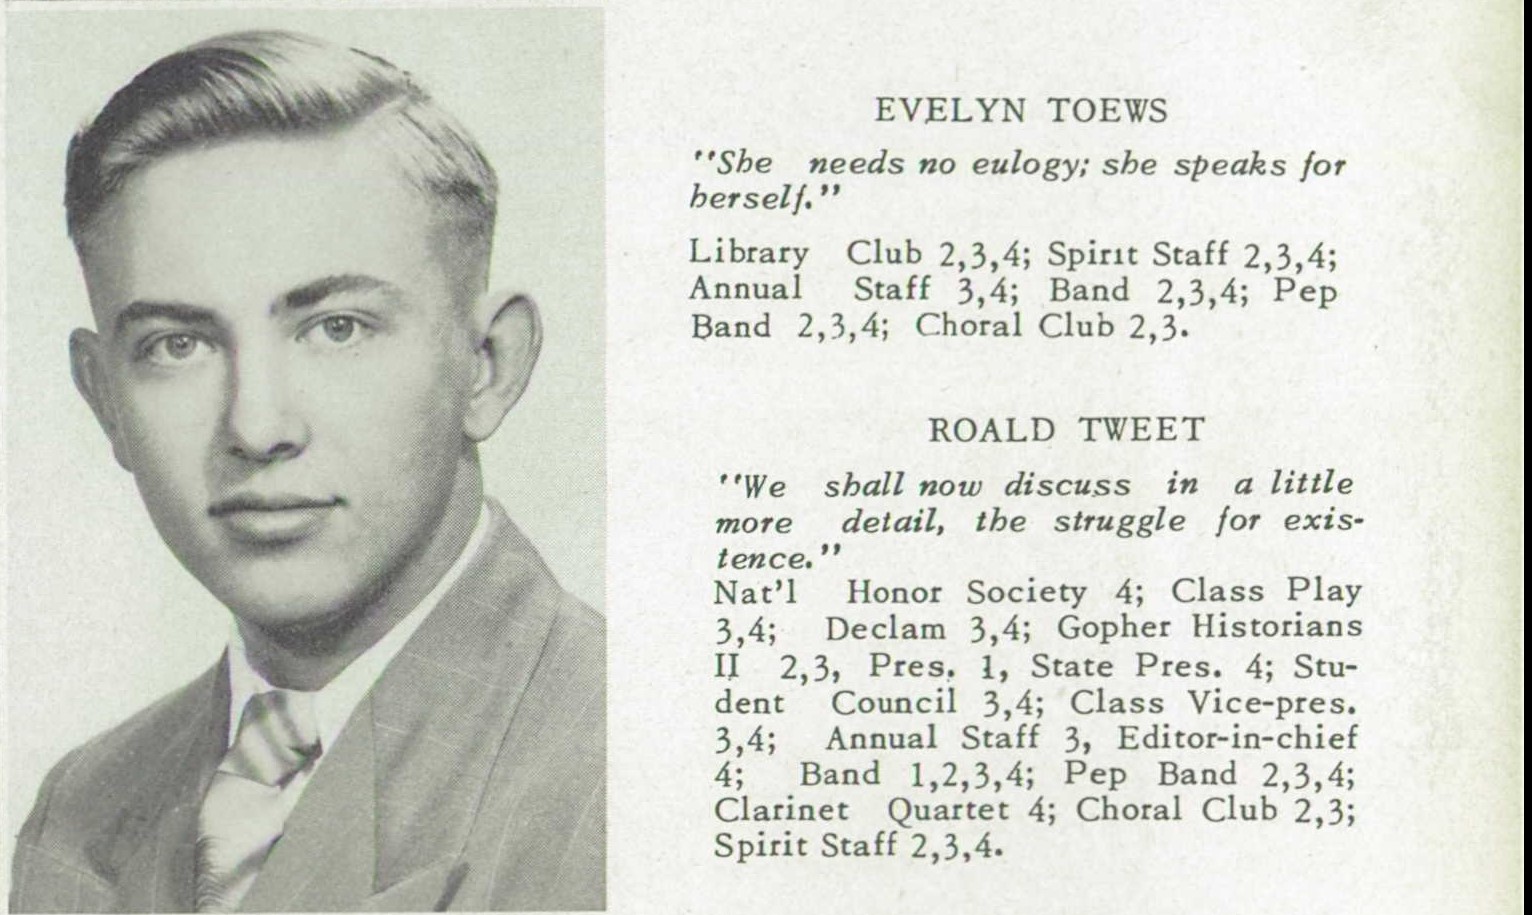 EVELYN TOEWS
"She needs no eulogy; she speaks for
herself."
Library Club 2,3,4; Spirit Staff 2,3,4;
Annual Staff 3,4; Band 2,3,4; Pep
Band 2,3,4; Choral Club 2,3.
ROALD TWEET
"We shall now discuss in a little
more detail, the struggle for exis-
tence."
Nat'l Honor Society 4; Class Play
3,4; Declam 3,4; Gopher Historians
II 2,3, Pres. 1, State Pres. 4; Stu-
dent Council 3,4; Class Vice-pres.
3,4; Annual Staff 3, Editor-in-chief
4; Band 1,2,3,4; Pep Band 2,3,4;
Clarinet Quartet 4; Choral Club 2,3;
Spirit Staff 2,3,4.